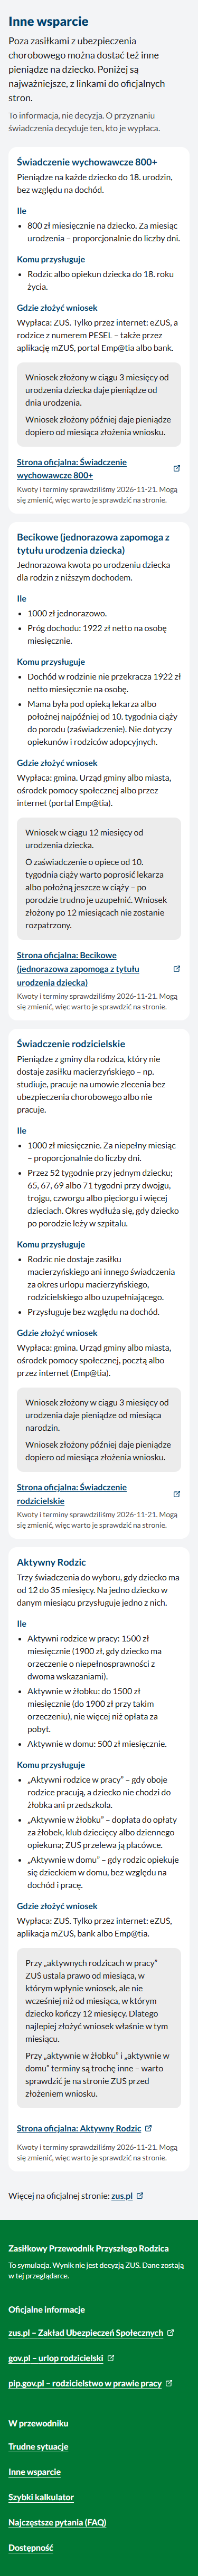 Inne wsparcie
Poza zasiłkami z ubezpieczenia
chorobowego można dostać też inne
pieniądze na dziecko. Poniżej są
najważniejsze, z linkami do oficjalnych
stron.
To informacja, nie decyzja. O przyznaniu
świadczenia decyduje ten, kto je wypłaca.
Świadczenie wychowawcze 800+
Pieniądze na każde dziecko do 18. urodzin,
bez względu na dochód.
Ile
• 800 zł miesięcznie na dziecko. Za miesiąc
urodzenia – proporcjonalnie do liczby dni.
Komu przysługuje
• Rodzic albo opiekun dziecka do 18. roku
życia.
Gdzie złożyć wniosek
Wypłaca: ZUS. Tylko przez internet: eZUS, a
rodzice z numerem PESEL – także przez
aplikację mZUS, portal Emp@tia albo bank.
Wniosek złożony w ciągu 3 miesięcy od
urodzenia dziecka daje pieniądze od
dnia urodzenia.
Wniosek złożony później daje pieniądze
dopiero od miesiąca złożenia wniosku.
Strona oficjalna: Świadczenie
wychowawcze 800+
Kwoty i terminy sprawdziliśmy 2026-11-21. Mogą
się zmienić, więc warto je sprawdzić na stronie.
Becikowe (jednorazowa zapomoga z
tytułu urodzenia dziecka)
Jednorazowa kwota po urodzeniu dziecka
dla rodzin z niższym dochodem.
Ile
• 1000 zł jednorazowo.
• Próg dochodu: 1922 zł netto na osobę
miesięcznie.
Komu przysługuje
• Dochód w rodzinie nie przekracza 1922 zł
netto miesięcznie na osobę.
• Mama była pod opieką lekarza albo
położnej najpóźniej od 10. tygodnia ciąży
do porodu (zaświadczenie). Nie dotyczy
opiekunów i rodziców adopcyjnych.
Gdzie złożyć wniosek
Wypłaca: gmina. Urząd gminy albo miasta,
ośrodek pomocy społecznej albo przez
internet (portal Emp@tia).
Wniosek w ciągu 12 miesięcy od
urodzenia dziecka.
O zaświadczenie o opiece od 10.
tygodnia ciąży warto poprosić lekarza
albo położną jeszcze w ciąży – po
porodzie trudno je uzupełnić. Wniosek
złożony po 12 miesiącach nie zostanie
rozpatrzony.
Strona oficjalna: Becikowe
(jednorazowa zapomoga z tytułu
urodzenia dziecka)
Kwoty i terminy sprawdziliśmy 2026-11-21. Mogą
się zmienić, więc warto je sprawdzić na stronie.
Świadczenie rodzicielskie
Pieniądze z gminy dla rodzica, który nie
dostaje zasiłku macierzyńskiego – np.
studiuje, pracuje na umowie zlecenia bez
ubezpieczenia chorobowego albo nie
pracuje.
Ile
• 1000 zł miesięcznie. Za niepełny miesiąc
– proporcjonalnie do liczby dni.
• Przez 52 tygodnie przy jednym dziecku;
65, 67, 69 albo 71 tygodni przy dwojgu,
trojgu, czworgu albo pięciorgu i więcej
dzieciach. Okres wydłuża się, gdy dziecko
po porodzie leży w szpitalu.
Komu przysługuje
• Rodzic nie dostaje zasiłku
macierzyńskiego ani innego świadczenia
za okres urlopu macierzyńskiego,
rodzicielskiego albo uzupełniającego.
• Przysługuje bez względu na dochód.
Gdzie złożyć wniosek
Wypłaca: gmina. Urząd gminy albo miasta,
ośrodek pomocy społecznej, pocztą albo
przez internet (Emp@tia).
Wniosek złożony w ciągu 3 miesięcy od
urodzenia daje pieniądze od miesiąca
narodzin.
Wniosek złożony później daje pieniądze
dopiero od miesiąca złożenia wniosku.
Strona oficjalna: Świadczenie
rodzicielskie
Kwoty i terminy sprawdziliśmy 2026-11-21. Mogą
się zmienić, więc warto je sprawdzić na stronie.
Aktywny Rodzic
Trzy świadczenia do wyboru, gdy dziecko ma
od 12 do 35 miesięcy. Na jedno dziecko w
danym miesiącu przysługuje jedno z nich.
Ile
• Aktywni rodzice w pracy: 1500 zł
miesięcznie (1900 zł, gdy dziecko ma
orzeczenie o niepełnosprawności z
dwoma wskazaniami).
• Aktywnie w żłobku: do 1500 zł
miesięcznie (do 1900 zł przy takim
orzeczeniu), nie więcej niż opłata za
pobyt.
• Aktywnie w domu: 500 zł miesięcznie.
Komu przysługuje
• „Aktywni rodzice w pracy” – gdy oboje
rodzice pracują, a dziecko nie chodzi do
żłobka ani przedszkola.
• „Aktywnie w żłobku” – dopłata do opłaty
za żłobek, klub dziecięcy albo dziennego
opiekuna; ZUS przelewa ją placówce.
• „Aktywnie w domu” – gdy rodzic opiekuje
się dzieckiem w domu, bez względu na
dochód i pracę.
Gdzie złożyć wniosek
Wypłaca: ZUS. Tylko przez internet: eZUS,
aplikacja mZUS, bank albo Emp@tia.
Przy „aktywnych rodzicach w pracy”
ZUS ustala prawo od miesiąca, w
którym wpłynie wniosek, ale nie
wcześniej niż od miesiąca, w którym
dziecko kończy 12 miesięcy. Dlatego
najlepiej złożyć wniosek właśnie w tym
miesiącu.
Przy „aktywnie w żłobku” i „aktywnie w
domu” terminy są trochę inne – warto
sprawdzić je na stronie ZUS przed
złożeniem wniosku.
Strona oficjalna: Aktywny Rodzic
Kwoty i terminy sprawdziliśmy 2026-11-21. Mogą
się zmienić, więc warto je sprawdzić na stronie.
Więcej na oficjalnej stronie: zus.pl
Zasiłkowy Przewodnik Przyszłego Rodzica
To symulacja. Wynik nie jest decyzją ZUS. Dane zostają
w tej przeglądarce.
Oficjalne informacje
zus.pl – Zakład Ubezpieczeń Społecznych
gov.pl – urlop rodzicielski
pip.gov.pl – rodzicielstwo w prawie pracy
W przewodniku
Trudne sytuacje
Inne wsparcie
Szybki kalkulator
Najczęstsze pytania (FAQ)
Dostępność